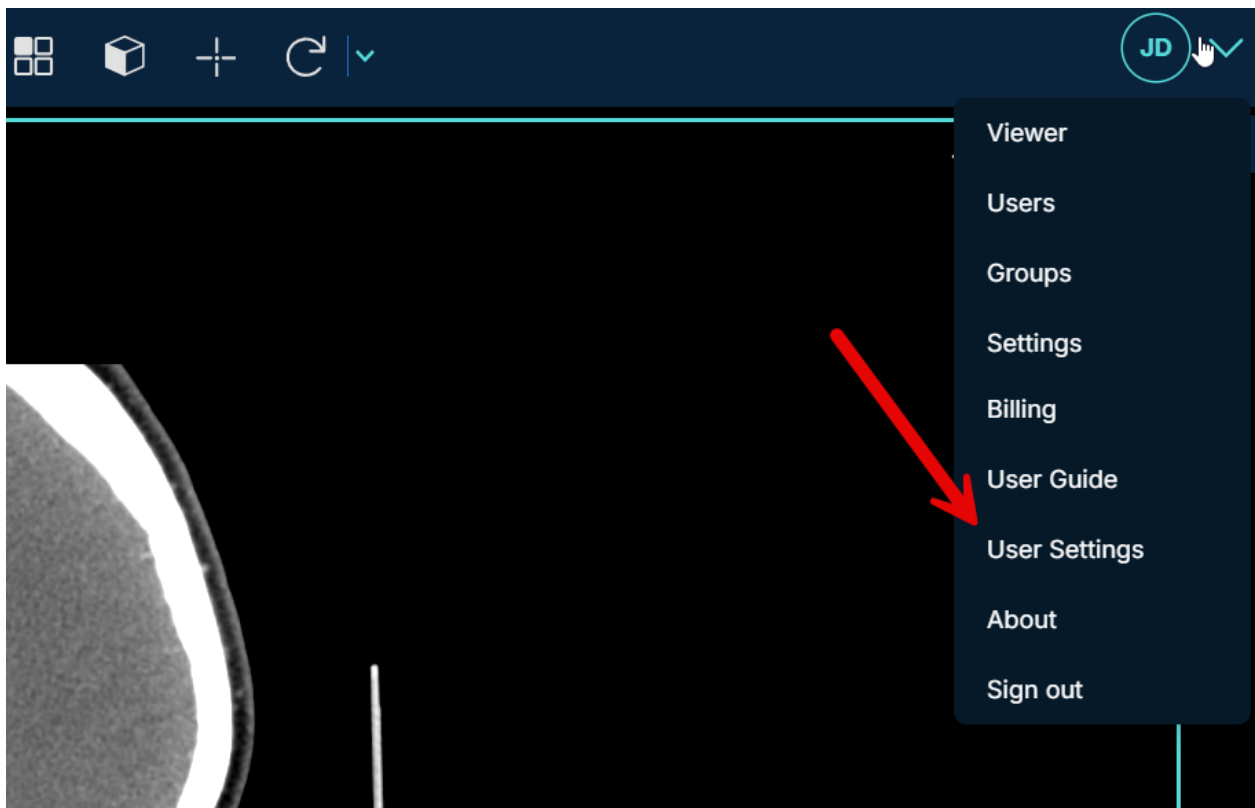 JD
Viewer
Users
Groups
Settings
Billing
User Guide
User Settings
About
Sign out